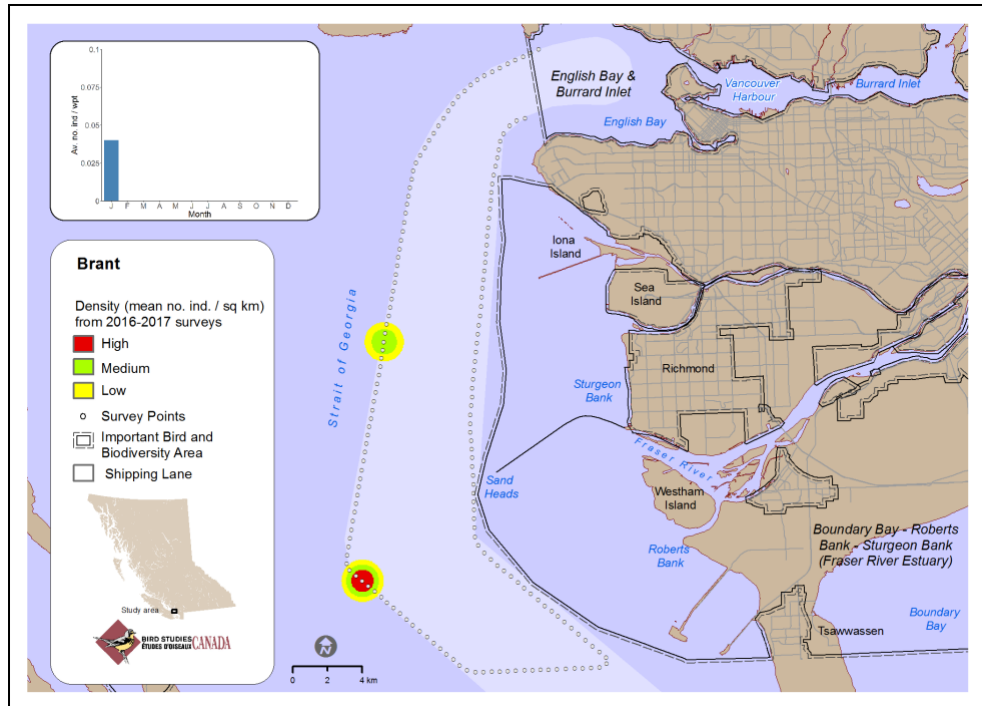 0.1
0.075
0.05
0.025
0
Av. no. ind / wpt
J F M A M J J A S O N D
Month
Brant
Density (mean no. ind. / sq km)
from 2016-2017 surveys
High
Medium
Low
Survey Points
Important Bird and
Biodiversity Area
Shipping Lane
Study area
BIRD STUDIES
ÉTUDES D'OISEAUX
CANADA
N
0 2 4 km
Strait of Georgia
English Bay &
Burrard Inlet
English Bay
Vancouver
Harbour
Burrard Inlet
Iona
Island
Sea
Island
Richmond
Sturgeon
Bank
Fraser River
Sand
Heads
Westham
Island
Roberts
Bank
Boundary Bay - Roberts
Bank - Sturgeon Bank
(Fraser River Estuary)
Boundary
Bay
Tsawwassen